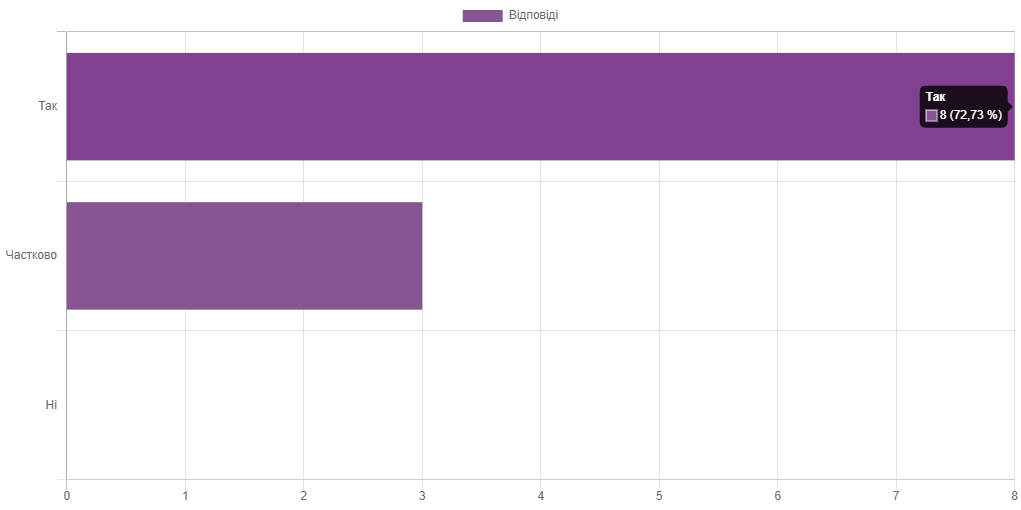 Відповіді
Так
Так
8 (72,73 %)
Частково
Ні
0 1 2 3 4 5 6 7 8